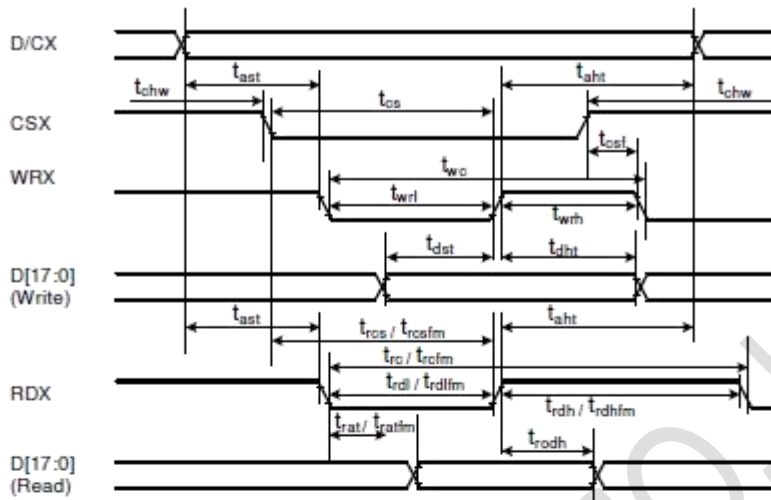 D/CX
tast
taht
tchw
tcs
tchw
CSX
tcsf
WRX
twc
twrl
twrh
tdst
tdht
D[17:0]
(Write)
tast
trcs / trcsfm
taht
trc / trcfm
RDX
trdl / trdlfm
trdh / trdhfm
trat / tratfm
trodh
D[17:0]
(Read)